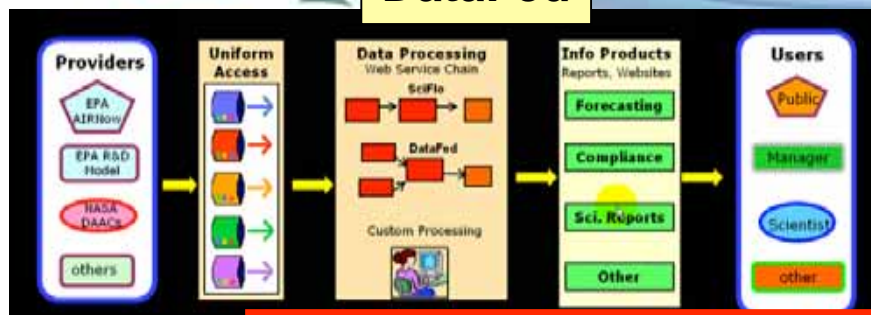 DataFed
Providers
EPA
AIRNow
EPA R&D
Model
NASA
DAACs
others
Uniform
Access
Data Processing
Web Service Chain
SciFlo
DataFed
Custom Processing
Info Products
Reports, Websites
Forecasting
Compliance
Sci. Reports
Other
Users
Public
Manager
Scientist
other